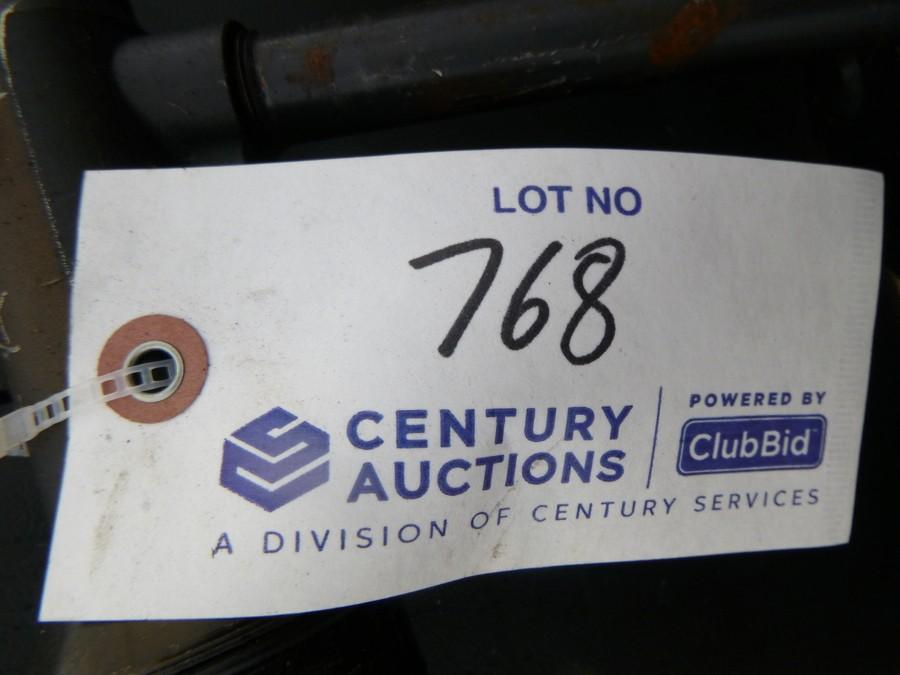 LOT NO
768
CENTURY
AUCTIONS
POWERED BY
ClubBid
A DIVISION OF CENTURY SERVICES